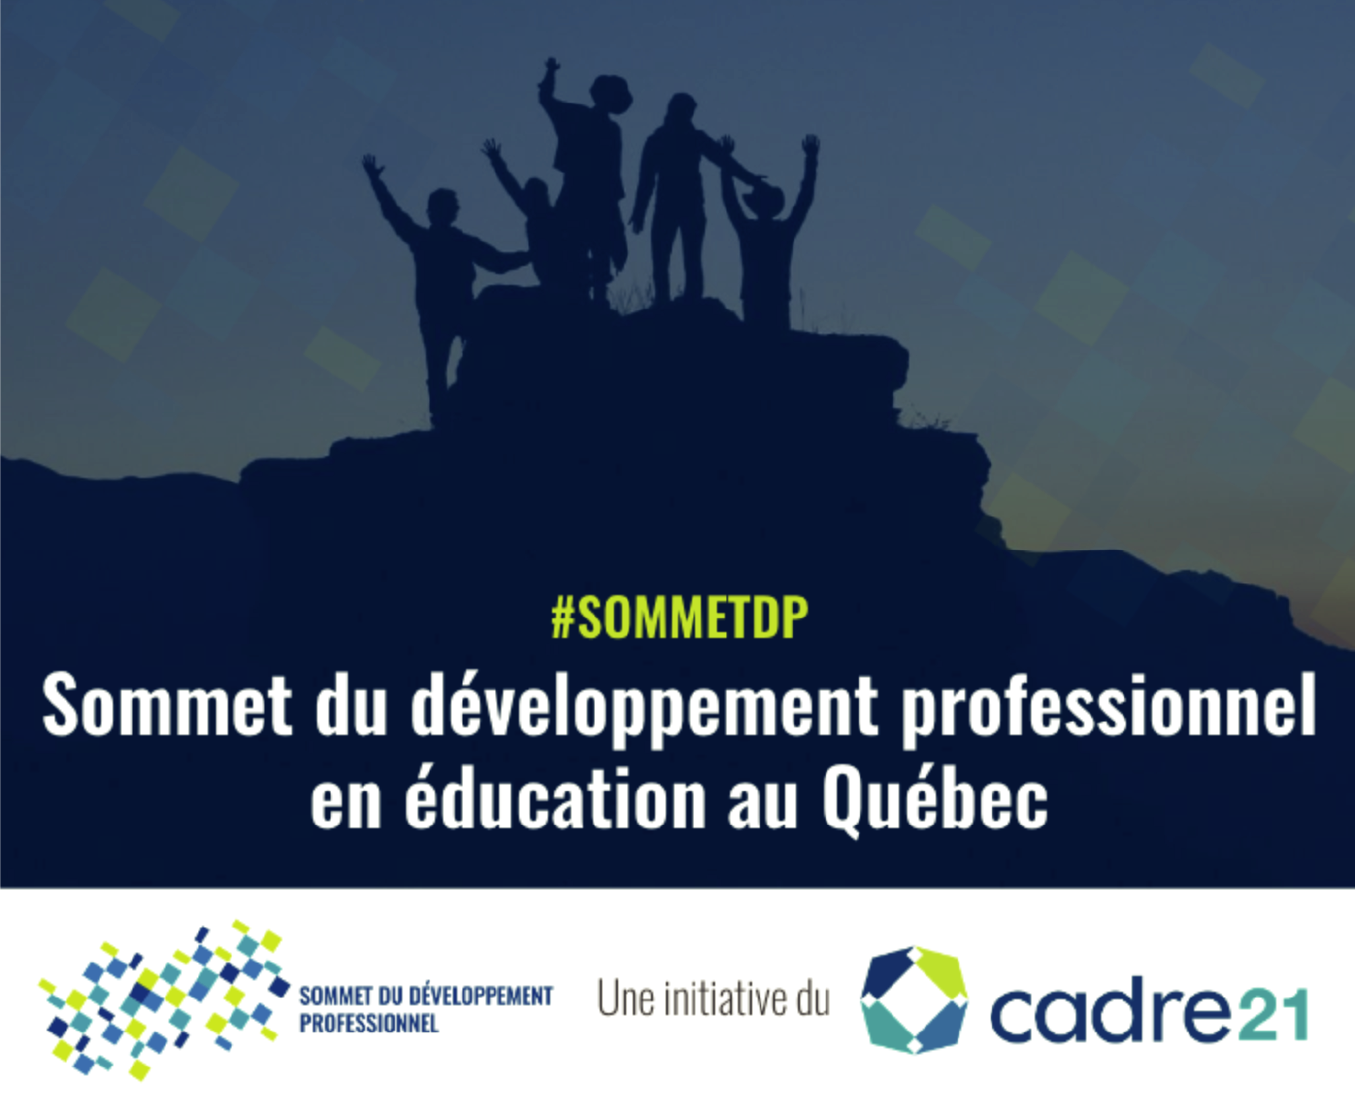 #SOMMETDP
Sommet du développement professionnel
en éducation au Québec
SOMMET DU DÉVELOPPEMENT
PROFESSIONNEL
Une initiative du
cadre21